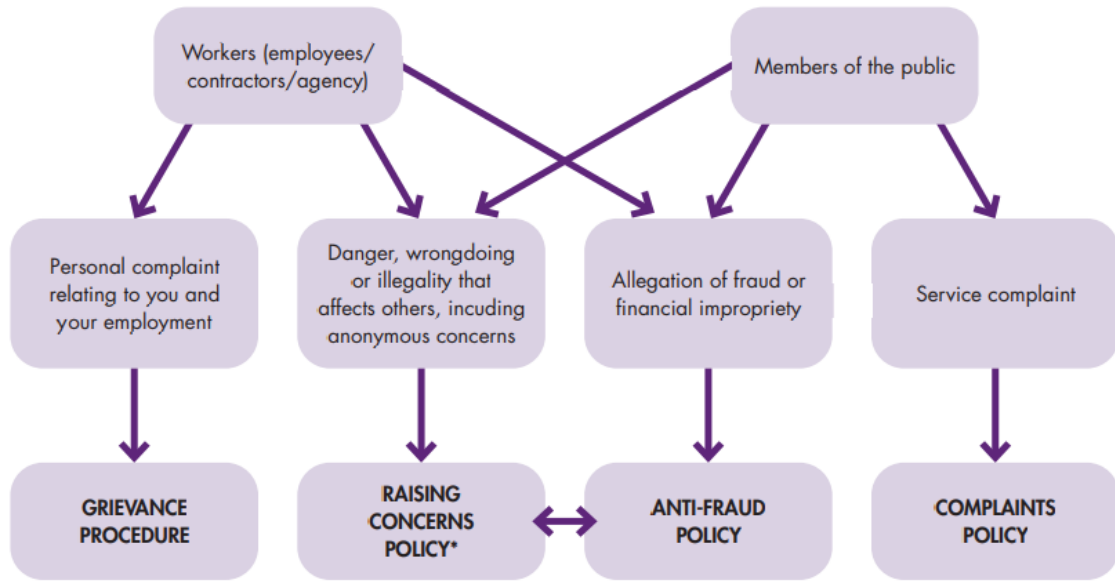 Workers (employees/
contractors/agency)
Members of the public
Personal complaint
relating to you and
your employment
Danger, wrongdoing
or illegality that
affects others, incuding
anonymous concerns
Allegation of fraud or
financial impropriety
Service complaint
GRIEVANCE
PROCEDURE
RAISING
CONCERNS
POLICY*
ANTI-FRAUD
POLICY
COMPLAINTS
POLICY